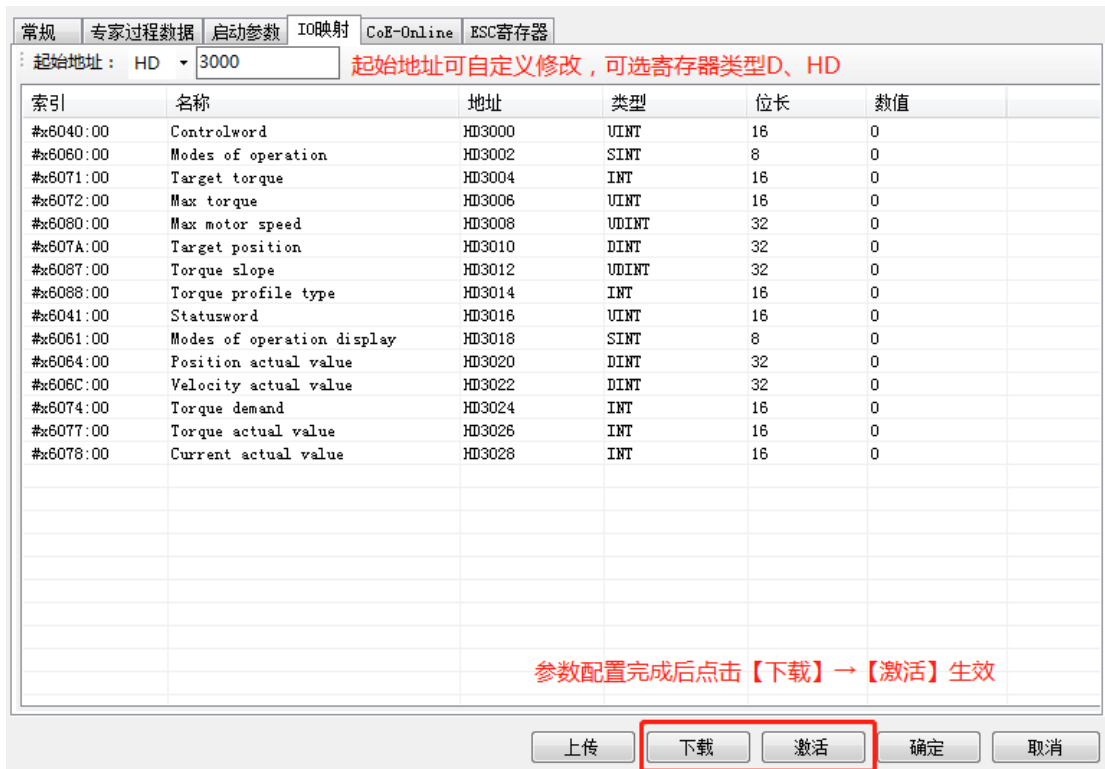 常规 专家过程数据 启动参数 IO映射 CoE-Online ESC寄存器
起始地址： HD 3000 起始地址可自定义修改，可选寄存器类型D、HD
索引 名称 地址 类型 位长 数值
#x6040:00 Controlword HD3000 UINT 16 0
#x6060:00 Modes of operation HD3002 SINT 8 0
#x6071:00 Target torque HD3004 INT 16 0
#x6072:00 Max torque HD3006 UINT 16 0
#x6080:00 Max motor speed HD3008 UDINT 32 0
#x607A:00 Target position HD3010 DINT 32 0
#x6087:00 Torque slope HD3012 UDINT 32 0
#x6088:00 Torque profile type HD3014 INT 16 0
#x6041:00 Statusword HD3016 UINT 16 0
#x6061:00 Modes of operation display HD3018 SINT 8 0
#x6064:00 Position actual value HD3020 DINT 32 0
#x606C:00 Velocity actual value HD3022 DINT 32 0
#x6074:00 Torque demand HD3024 INT 16 0
#x6077:00 Torque actual value HD3026 INT 16 0
#x6078:00 Current actual value HD3028 INT 16 0
参数配置完成后点击【下载】→【激活】生效
上传 下载 激活 确定 取消